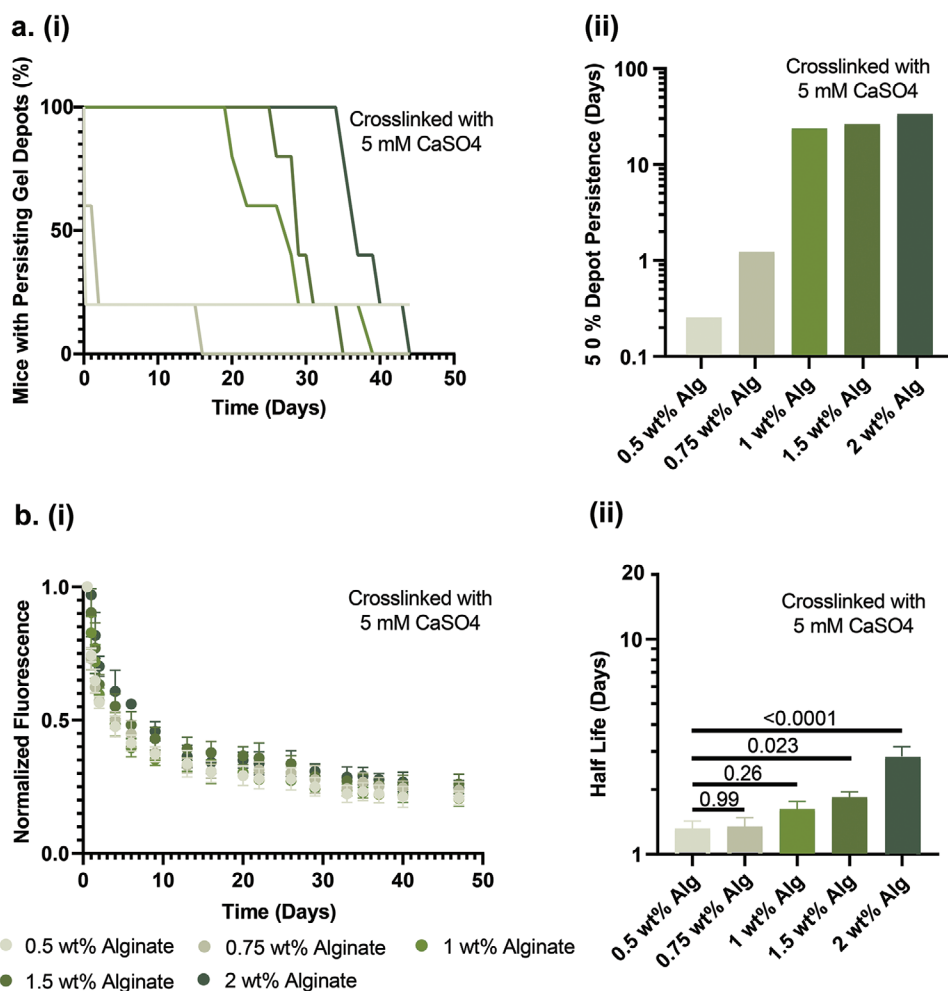 a. (i)
Mice with Persisting Gel Depots (%)
100
50
0
Crosslinked with
5 mM CaSO4
0 10 20 30 40 50
Time (Days)
(ii)
5 0 % Depot Persistence (Days)
100
10
1
0.1
Crosslinked with
5 mM CaSO4
0.5 wt% Alg
0.75 wt% Alg
1 wt% Alg
1.5 wt% Alg
2 wt% Alg
b. (i)
Normalized Fluorescence
1.0
0.5
0.0
Crosslinked with
5 mM CaSO4
0 10 20 30 40 50
Time (Days)
(ii)
Half Life (Days)
20
10
1
Crosslinked with
5 mM CaSO4
<0.0001
0.023
0.26
0.99
0.5 wt% Alg
0.75 wt% Alg
1 wt% Alg
1.5 wt% Alg
2 wt% Alg
0.5 wt% Alginate 0.75 wt% Alginate 1 wt% Alginate
1.5 wt% Alginate 2 wt% Alginate